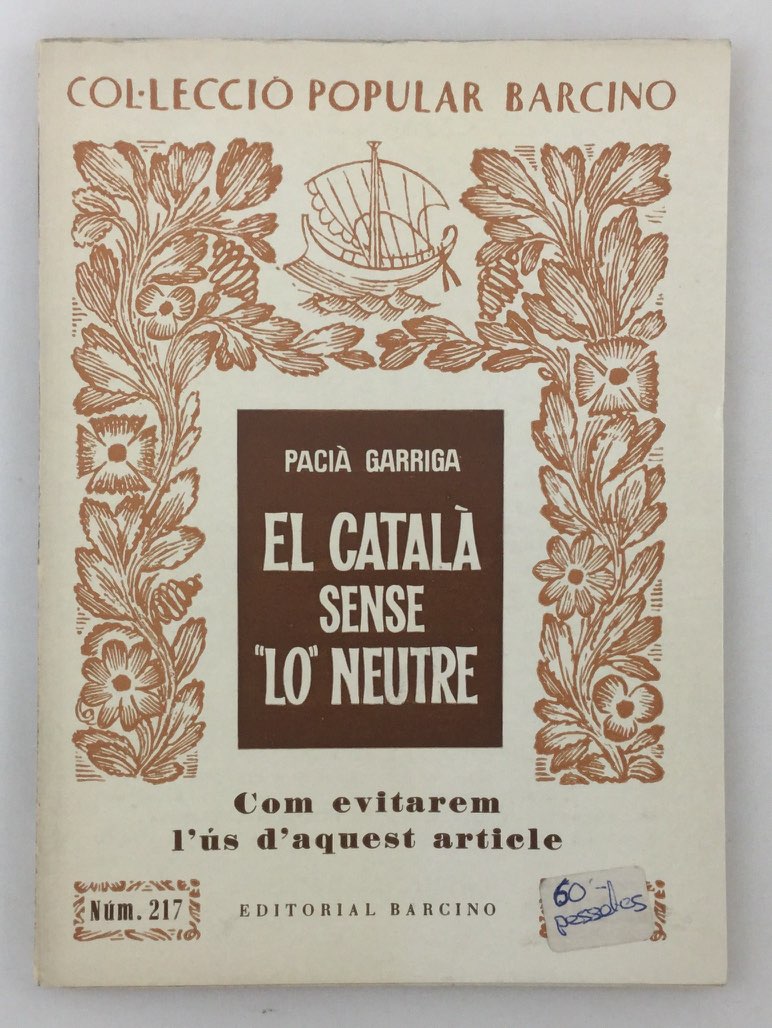 COL·LECCIÓ POPULAR BARCINO
PACIÀ GARRIGA
EL CATALÀ
SENSE
"LO" NEUTRE
Com evitarem
l'ús d'aquest article
Núm. 217
EDITORIAL BARCINO
60'-
pessetes